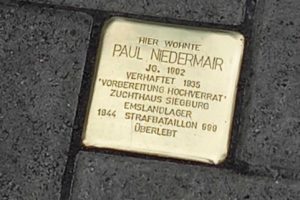 HIER WOHNTE
PAUL NIEDERMAIR
JG. 1902
VERHAFTET 1935
"VORBEREITUNG HOCHVERRAT"
ZUCHTHAUS SIEGBURG
EMSLANDLAGER
1944 STRAFBATAILLON 999
ÜBERLEBT